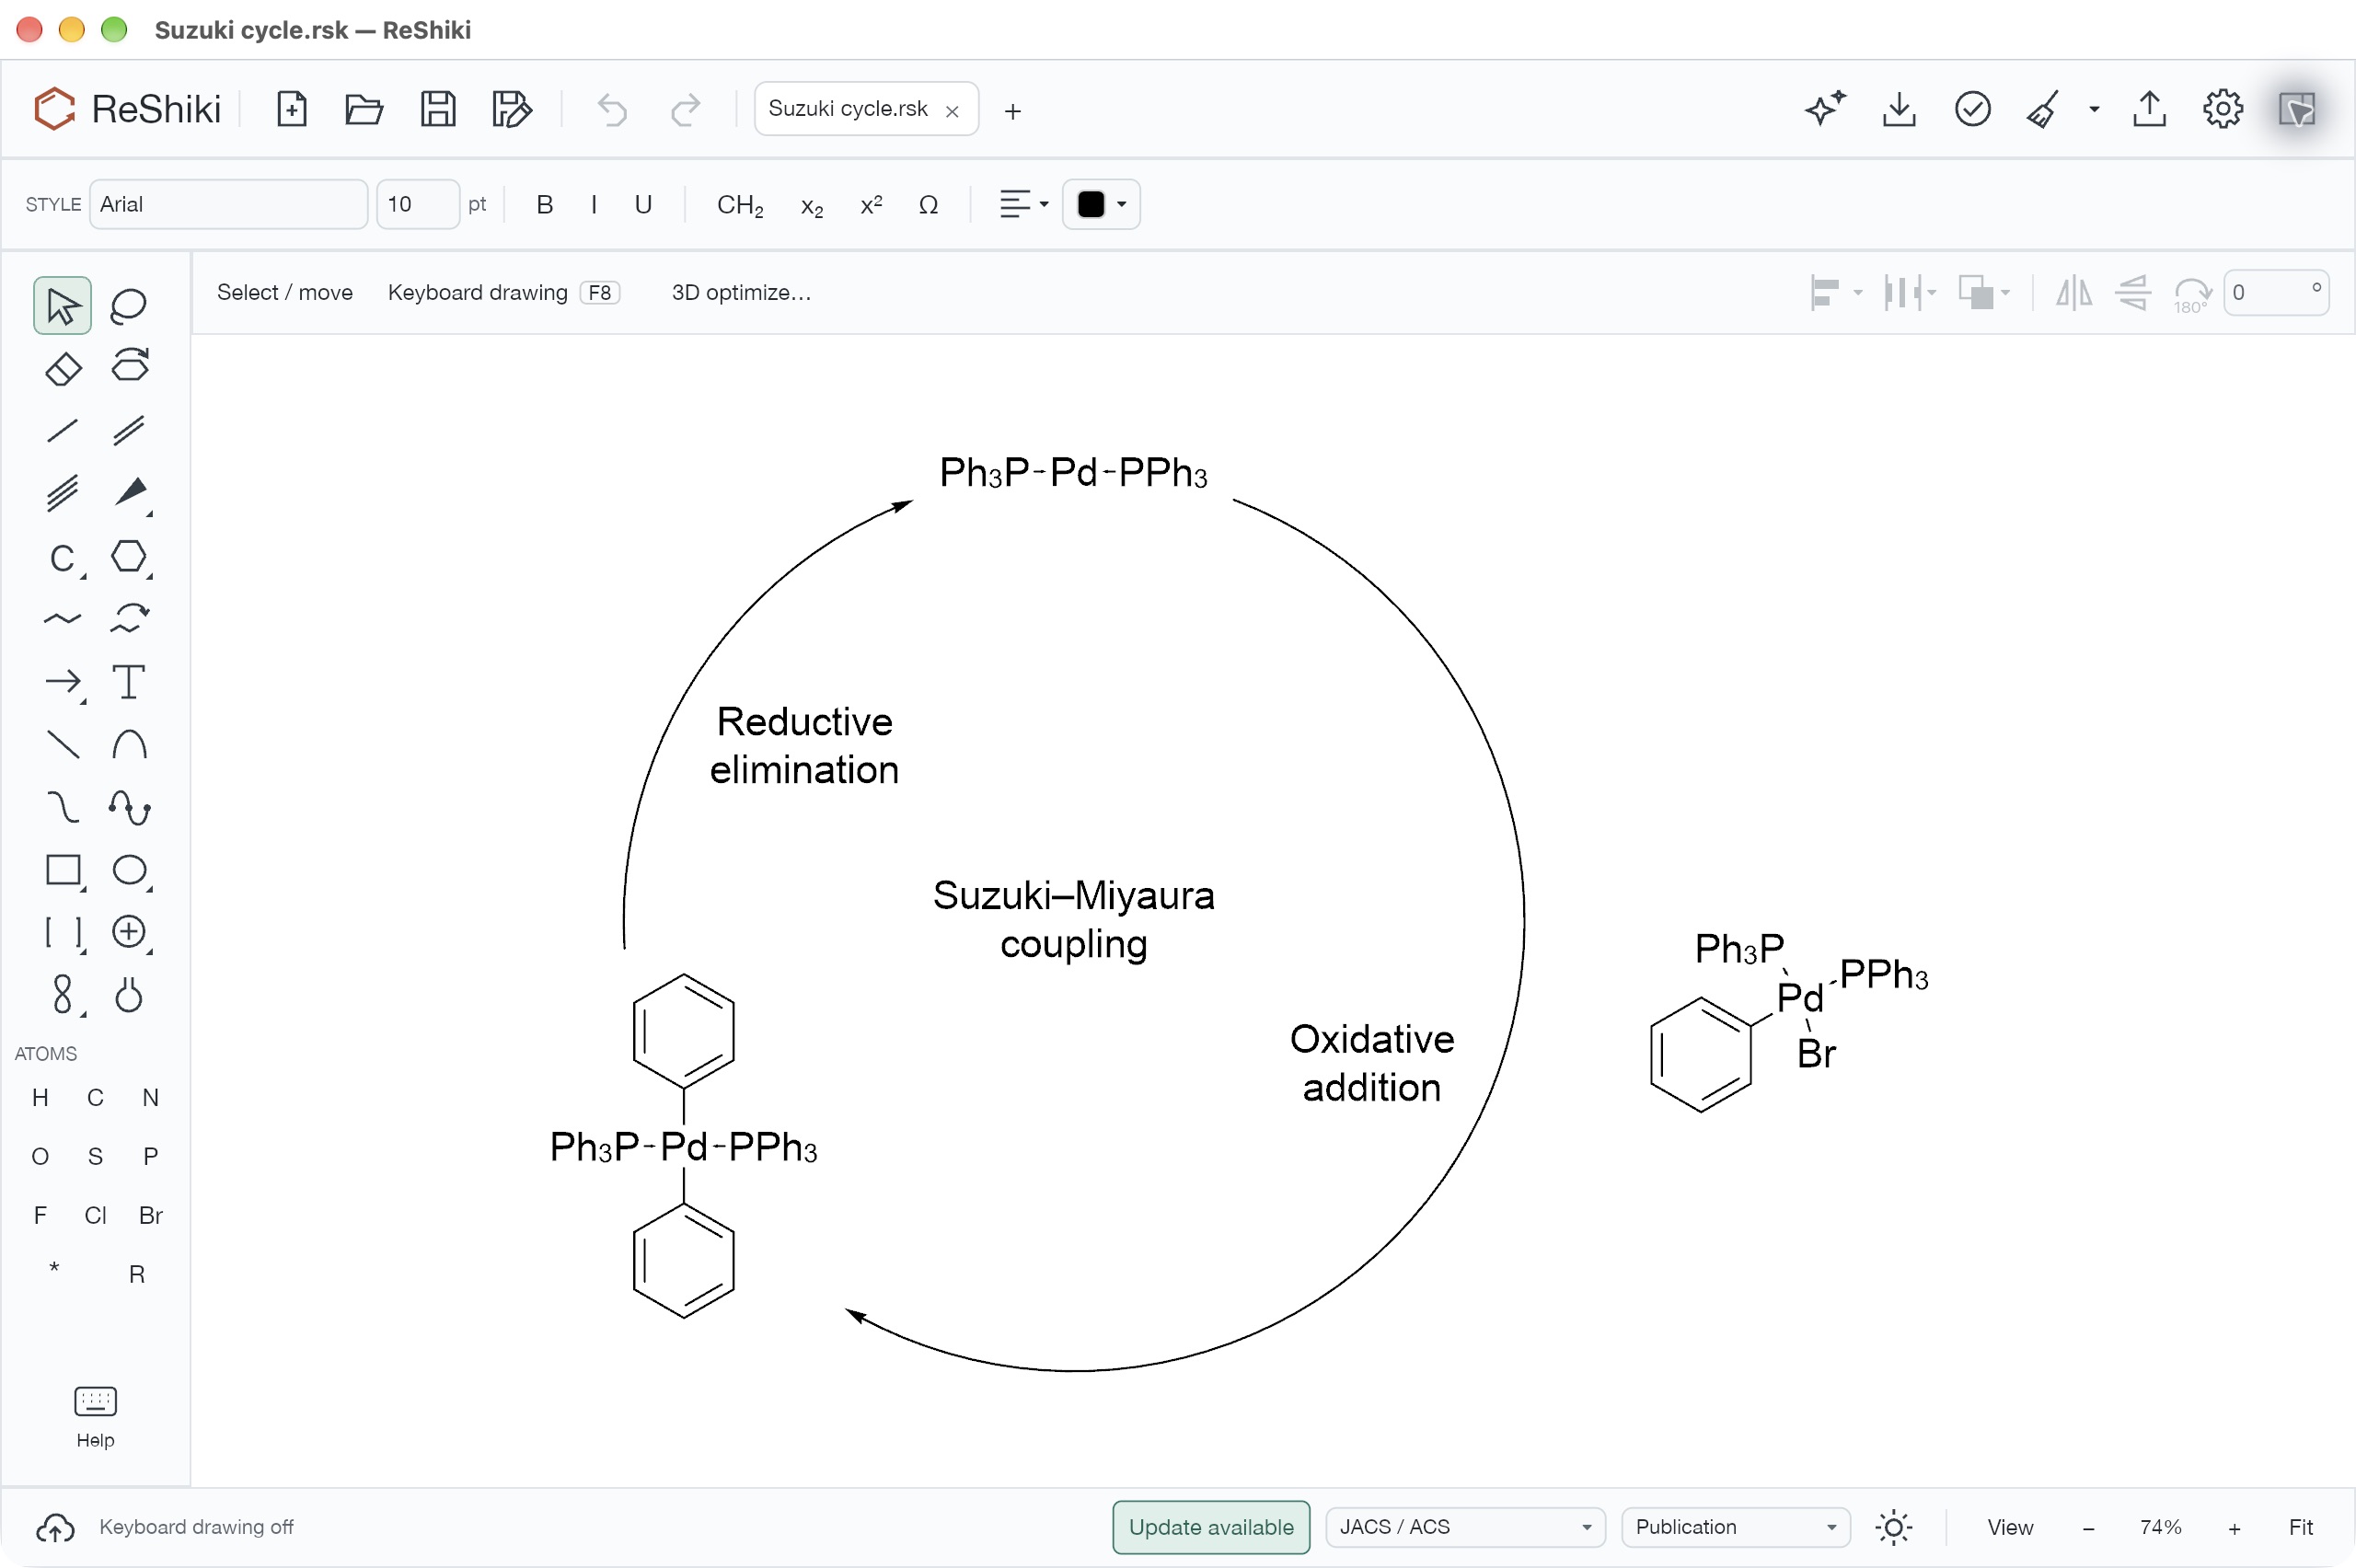 Suzuki cycle.rsk — ReShiki
ReShiki
Suzuki cycle.rsk × +
STYLE Arial 10 pt B I U CH₂ x₂ x² Ω
Select / move Keyboard drawing F8 3D optimize… 180° 0 °
C
T
ATOMS
H C N
O S P
F Cl Br
* R
Help
Ph₃P-Pd-PPh₃
Reductive
elimination
Suzuki–Miyaura
coupling
Oxidative
addition
Ph₃P
PPh₃
Pd
Br
Ph₃P-Pd-PPh₃
Keyboard drawing off Update available JACS / ACS Publication View − 74% + Fit